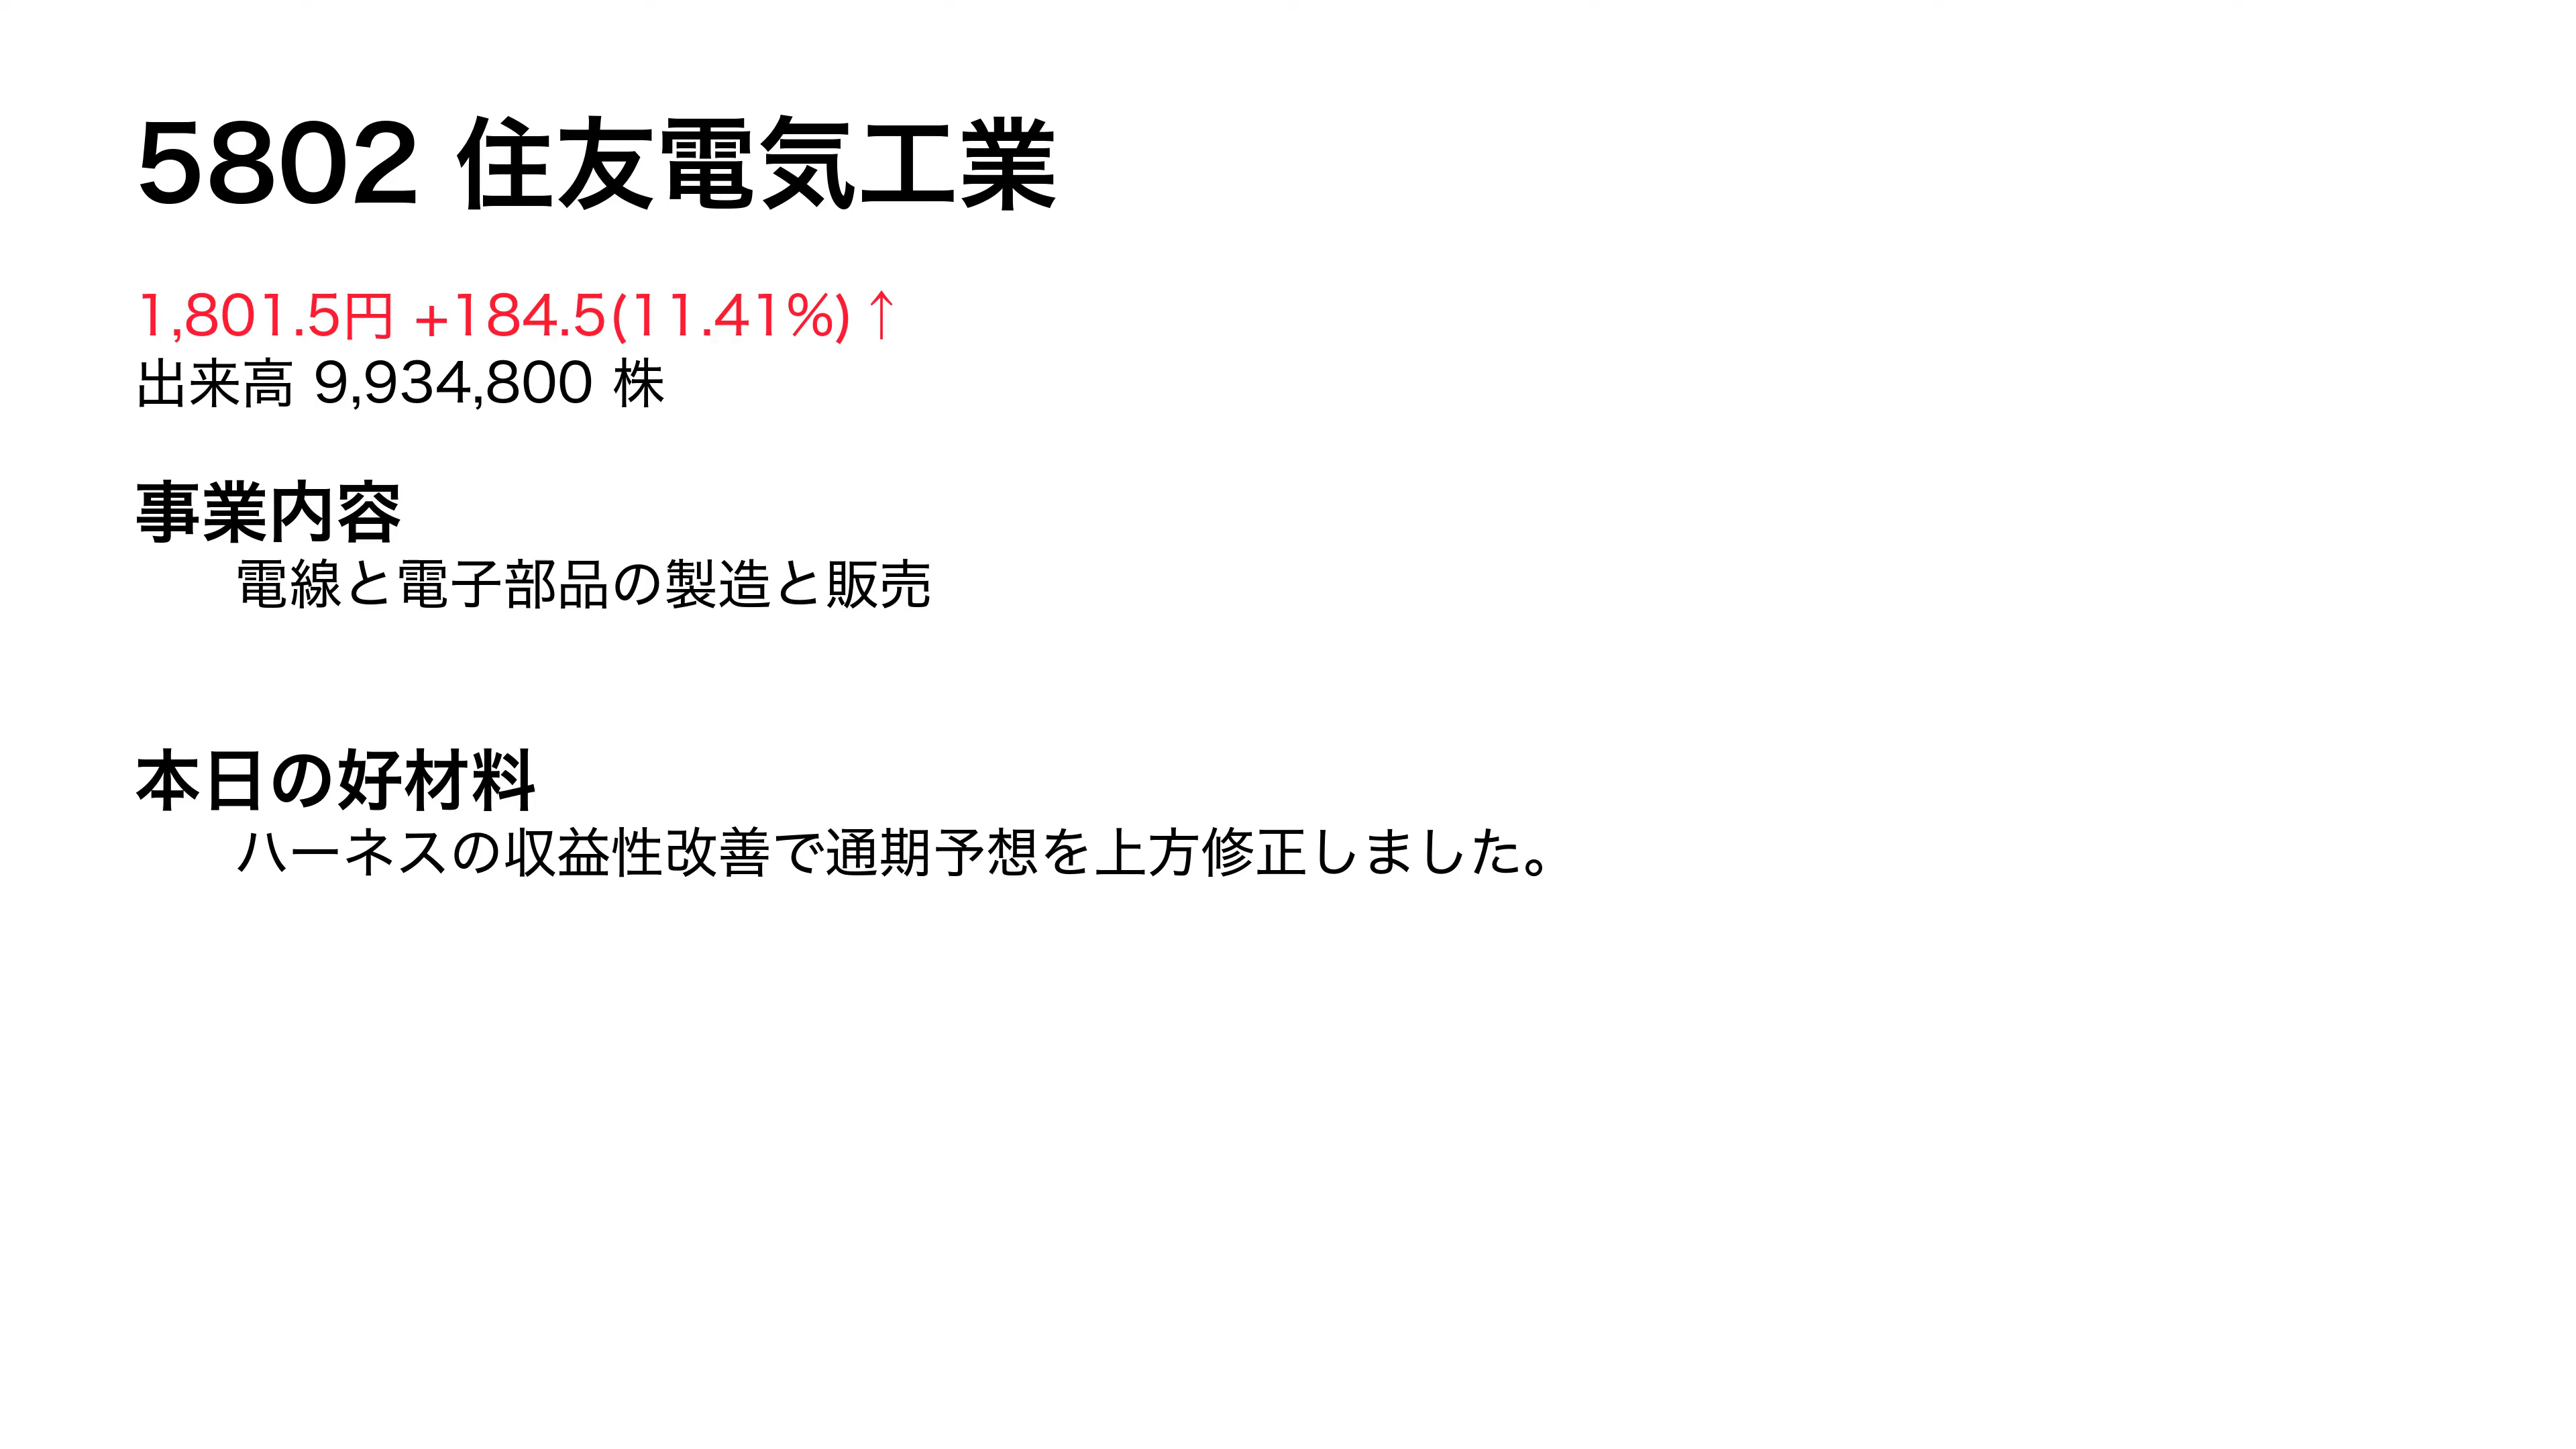 5802 住友電気工業
1,801.5円 +184.5(11.41%)↑
出来高 9,934,800 株
事業内容
電線と電子部品の製造と販売
本日の好材料
ハーネスの収益性改善で通期予想を上方修正しました。